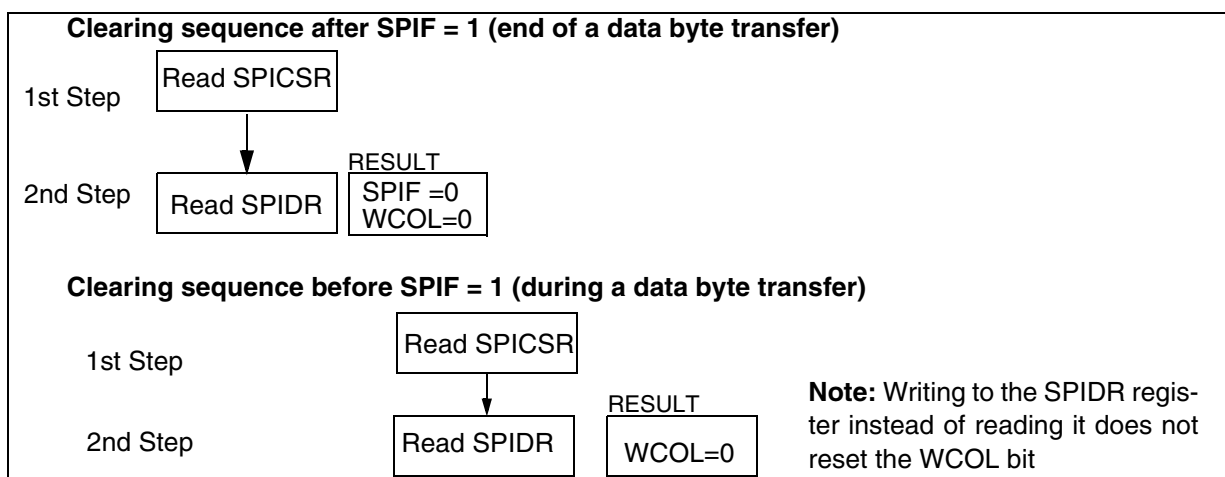 Clearing sequence after SPIF = 1 (end of a data byte transfer)
1st Step
Read SPICSR
RESULT
2nd Step
Read SPIDR
SPIF =0
WCOL=0
Clearing sequence before SPIF = 1 (during a data byte transfer)
1st Step
Read SPICSR
RESULT
2nd Step
Read SPIDR
WCOL=0
Note: Writing to the SPIDR regis-
ter instead of reading it does not
reset the WCOL bit